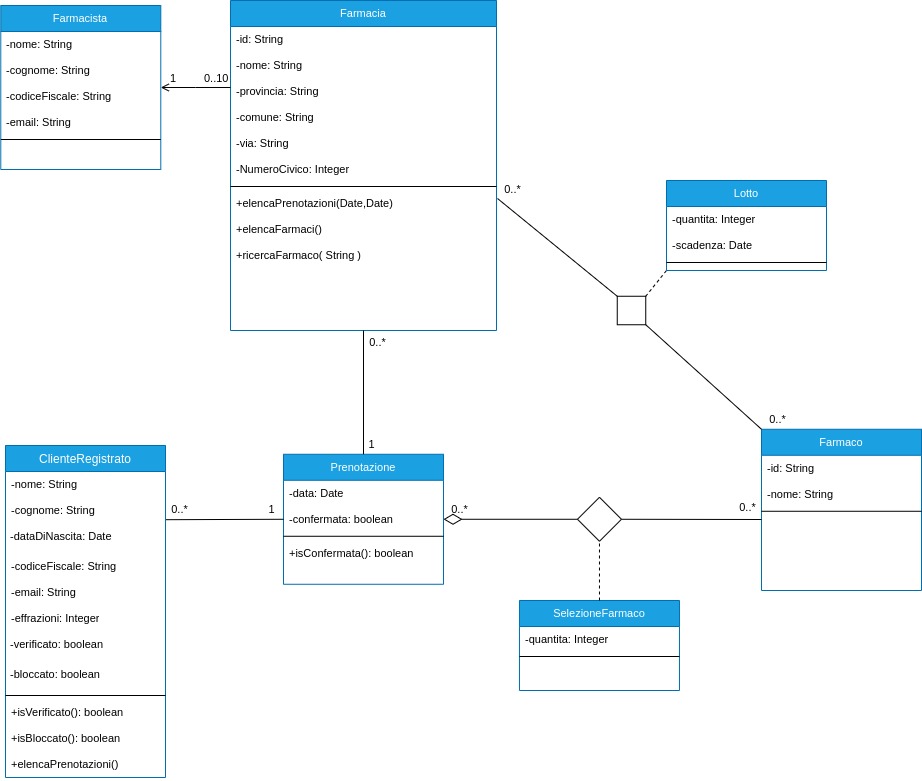 Farmacista
-nome: String
-cognome: String
-codiceFiscale: String
-email: String
1
0..10
Farmacia
-id: String
-nome: String
-provincia: String
-comune: String
-via: String
-NumeroCivico: Integer
+elencaPrenotazioni(Date,Date)
+elencaFarmaci()
+ricercaFarmaco( String )
0..*
Lotto
-quantita: Integer
-scadenza: Date
0..*
0..*
1
ClienteRegistrato
-nome: String
-cognome: String
-dataDiNascita: Date
-codiceFiscale: String
-email: String
-effrazioni: Integer
-verificato: boolean
-bloccato: boolean
+isVerificato(): boolean
+isBloccato(): boolean
+elencaPrenotazioni()
0..*
1
Prenotazione
-data: Date
-confermata: boolean
+isConfermata(): boolean
0..*
0..*
Farmaco
-id: String
-nome: String
SelezioneFarmaco
-quantita: Integer